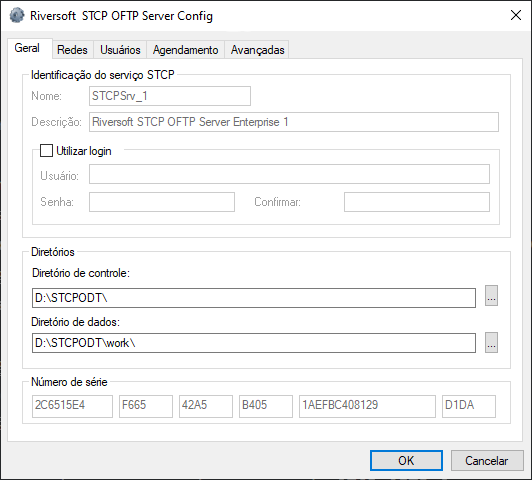 Riversoft STCP OFTP Server Config
Geral Redes Usuários Agendamento Avançadas
Identificação do serviço STCP
Nome: STCPSrv_1
Descrição: Riversoft STCP OFTP Server Enterprise 1
Utilizar login
Usuário:
Senha: Confirmar:
Diretórios
Diretório de controle:
D:\STCPODT\ ...
Diretório de dados:
D:\STCPODT\work\ ...
Número de série
2C6515E4 F665 42A5 B405 1AEFBC408129 D1DA
OK Cancelar